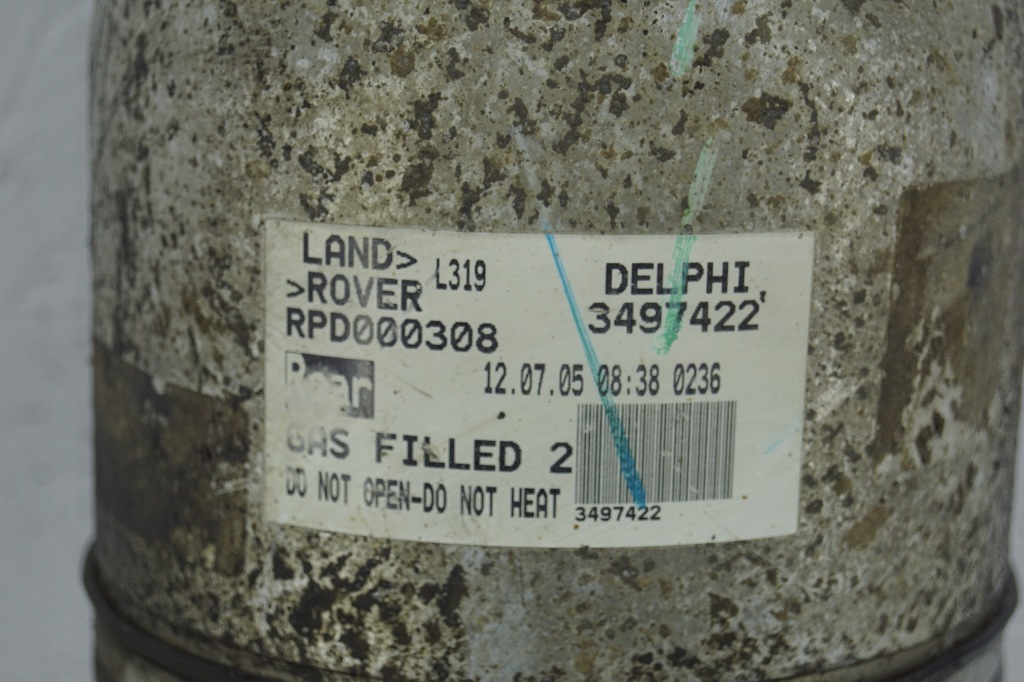 LAND> L319
>ROVER
RPD000308
DELPHI
3497422
Rear
12.07.05 08:38 0236
GAS FILLED 2
DO NOT OPEN-DO NOT HEAT
3497422